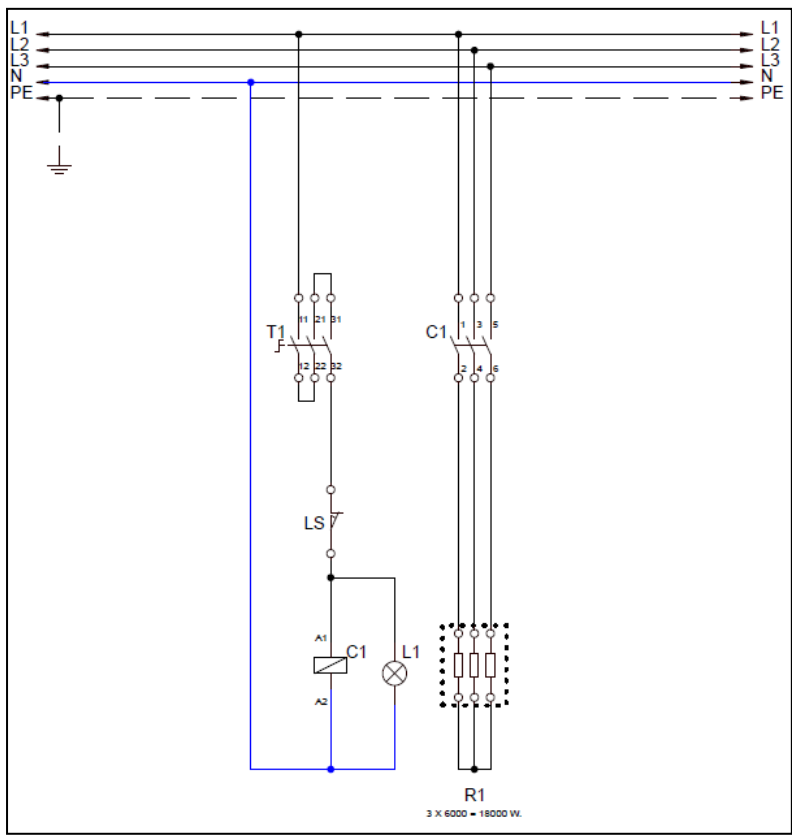 L1 L1
L2 L2
L3 L3
N N
PE PE
11 21 31
T1
12 22 32
1 3 5
C1
2 4 6
LS
A1
C1 L1
A2
R1
3 X 6000 = 18000 W.